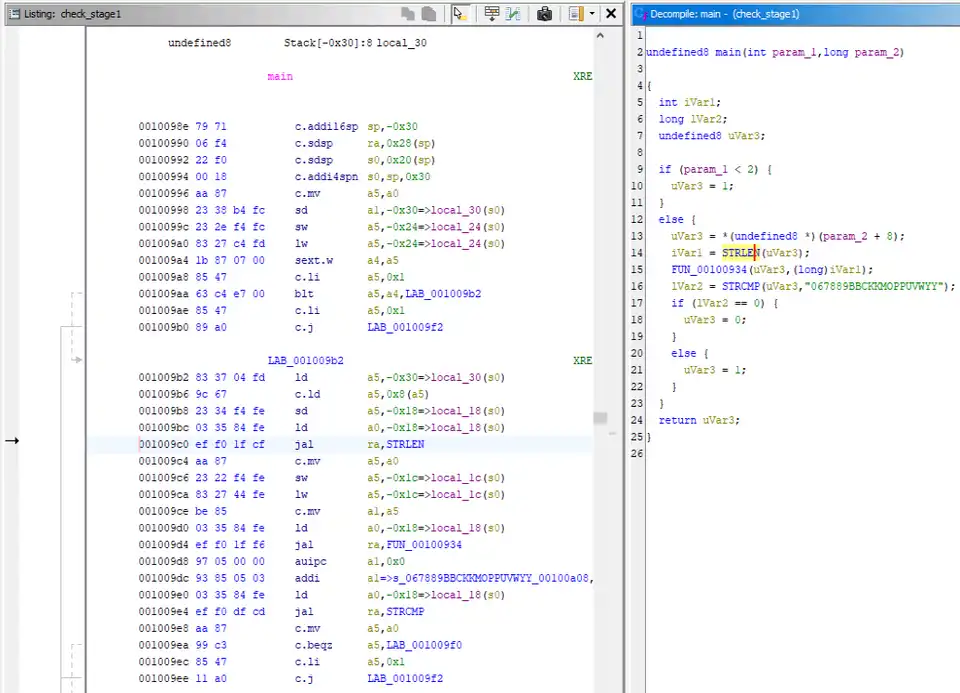 Listing: check_stage1
undefined8 Stack[-0x30]:8 local_30
main XRE
0010098e 79 71 c.addi16sp sp,-0x30
00100990 06 f4 c.sdsp ra,0x28(sp)
00100992 22 f0 c.sdsp s0,0x20(sp)
00100994 00 18 c.addi4spn s0,sp,0x30
00100996 aa 87 c.mv a5,a0
00100998 23 38 b4 fc sd a1,-0x30=>local_30(s0)
0010099c 23 2e f4 fc sw a5,-0x24=>local_24(s0)
001009a0 83 27 c4 fd lw a5,-0x24=>local_24(s0)
001009a4 1b 87 07 00 sext.w a4,a5
001009a8 85 47 c.li a5,0x1
001009aa 63 c4 e7 00 blt a5,a4,LAB_001009b2
001009ae 85 47 c.li a5,0x1
001009b0 89 a0 c.j LAB_001009f2
LAB_001009b2 XRE
001009b2 83 37 04 fd ld a5,-0x30=>local_30(s0)
001009b6 9c 67 c.ld a5,0x8(a5)
001009b8 23 34 f4 fe sd a5,-0x18=>local_18(s0)
001009bc 03 35 84 fe ld a0,-0x18=>local_18(s0)
001009c0 ef f0 1f cf jal ra,STRLEN
001009c4 aa 87 c.mv a5,a0
001009c6 23 22 f4 fe sw a5,-0x1c=>local_1c(s0)
001009ca 83 27 44 fe lw a5,-0x1c=>local_1c(s0)
001009ce be 85 c.mv a1,a5
001009d0 03 35 84 fe ld a0,-0x18=>local_18(s0)
001009d4 ef f0 1f f6 jal ra,FUN_00100934
001009d8 97 05 00 00 auipc a1,0x0
001009dc 93 85 05 03 addi a1=>s_067889BBCKKMOPPUVWYY_00100a08,
001009e0 03 35 84 fe ld a0,-0x18=>local_18(s0)
001009e4 ef f0 df cd jal ra,STRCMP
001009e8 aa 87 c.mv a5,a0
001009ea 99 c3 c.beqz a5,LAB_001009f0
001009ec 85 47 c.li a5,0x1
001009ee 11 a0 c.j LAB_001009f2
Decompile: main - (check_stage1)
1
2 undefined8 main(int param_1,long param_2)
3
4 {
5 int iVar1;
6 long lVar2;
7 undefined8 uVar3;
8
9 if (param_1 < 2) {
10 uVar3 = 1;
11 }
12 else {
13 uVar3 = *(undefined8 *)(param_2 + 8);
14 iVar1 = STRLEN(uVar3);
15 FUN_00100934(uVar3,(long)iVar1);
16 lVar2 = STRCMP(uVar3,"067889BBCKKMOPPUVWYY");
17 if (lVar2 == 0) {
18 uVar3 = 0;
19 }
20 else {
21 uVar3 = 1;
22 }
23 }
24 return uVar3;
25 }
26